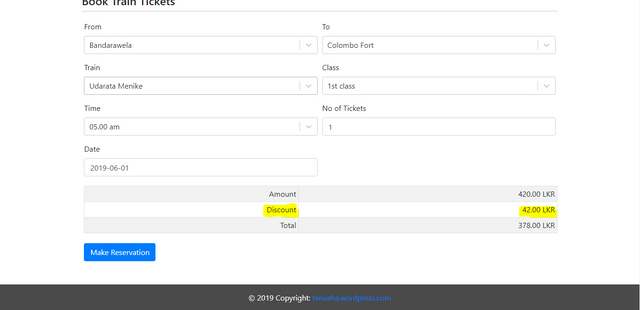 Book Train Tickets
From To
Bandarawela Colombo Fort
Train Class
Udarata Menike 1st class
Time No of Tickets
05.00 am 1
Date
2019-06-01
Amount 420.00 LKR
Discount 42.00 LKR
Total 378.00 LKR
Make Reservation
© 2019 Copyright: tenusha.wordpress.com